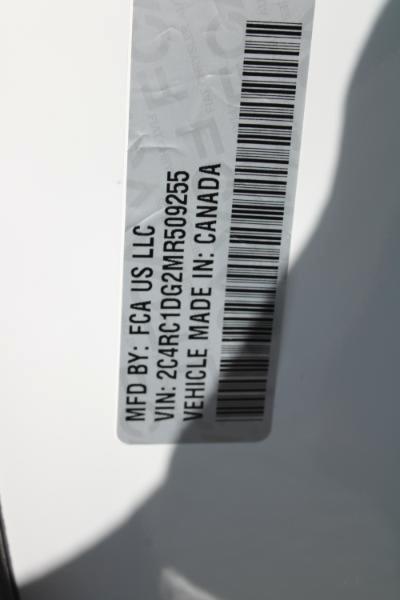 MFD BY: FCA US LLC
VIN: 2C4RC1DG2MR509255
VEHICLE MADE IN: CANADA